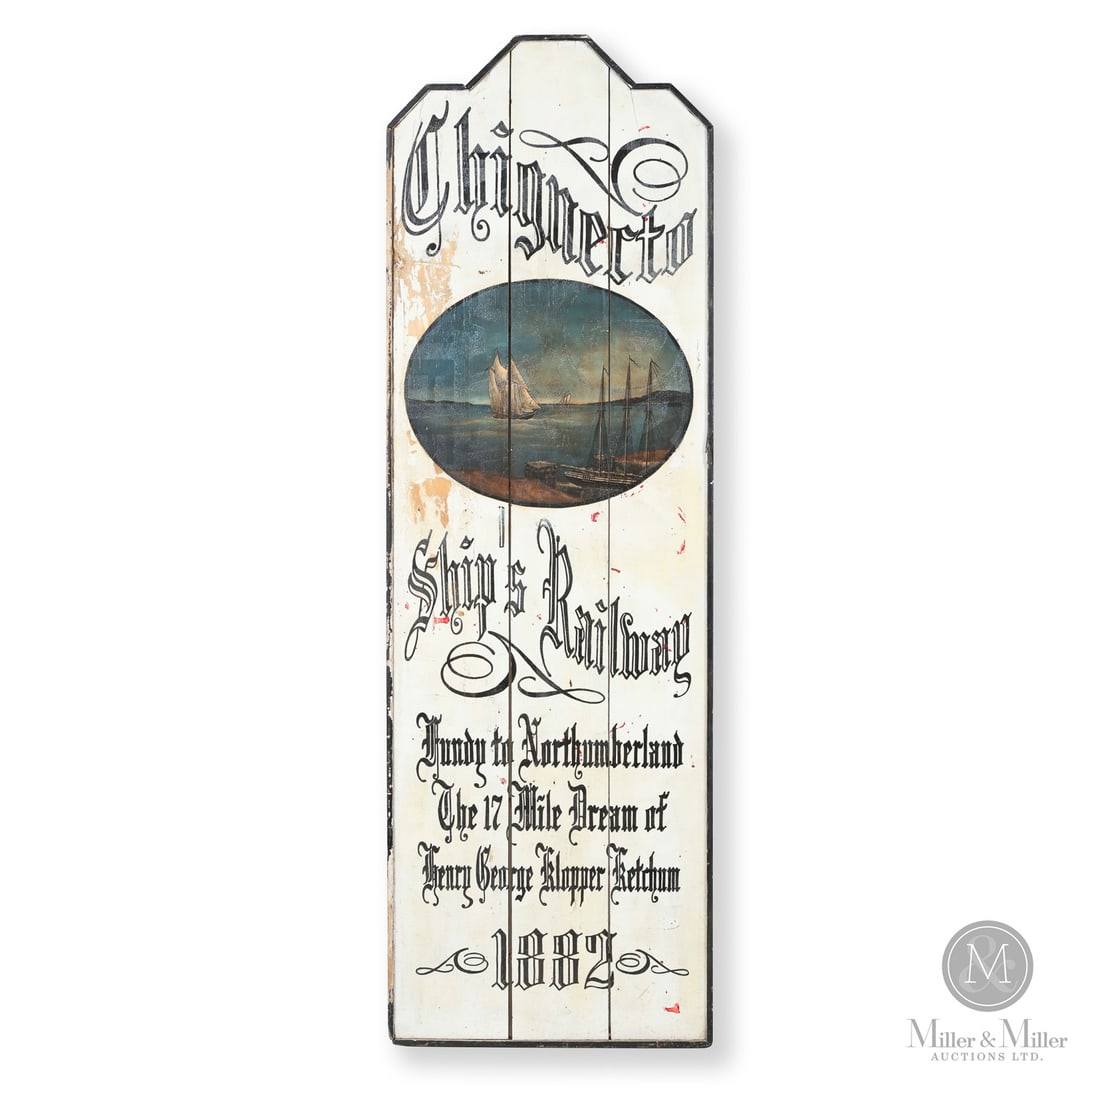 Chignecto
Ship's Railway
Fundy to Northumberland
The 17 Mile Dream of
Henry George Klopper Ketchum
1882
&
M
Miller & Miller
AUCTIONS LTD.